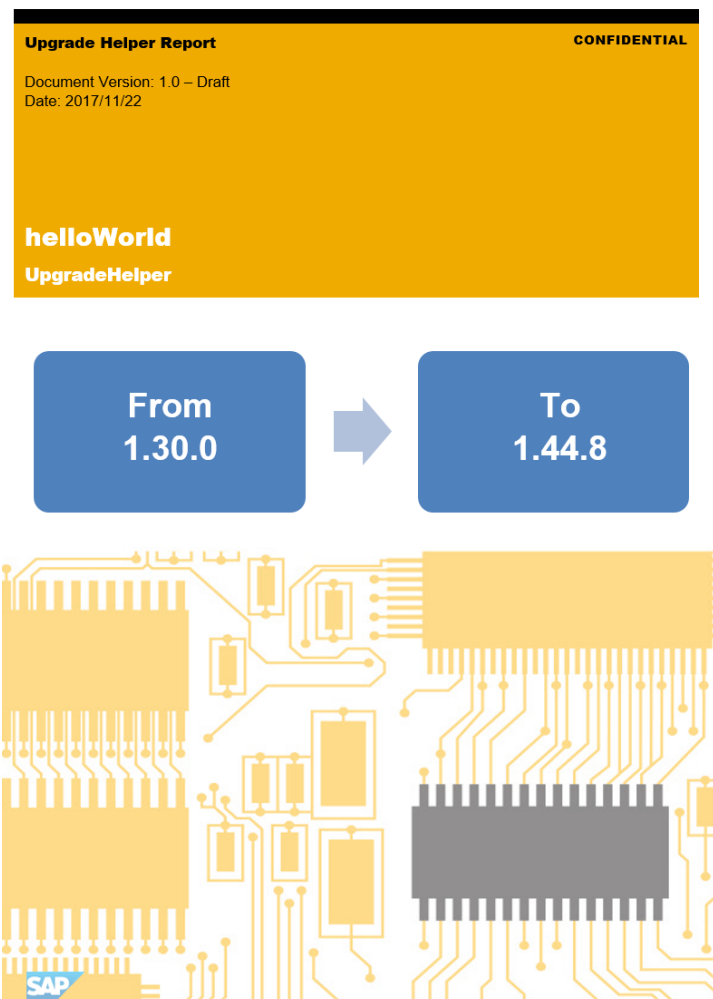 Upgrade Helper Report
CONFIDENTIAL
Document Version: 1.0 – Draft
Date: 2017/11/22
helloWorld
UpgradeHelper
From
1.30.0
To
1.44.8
SAP